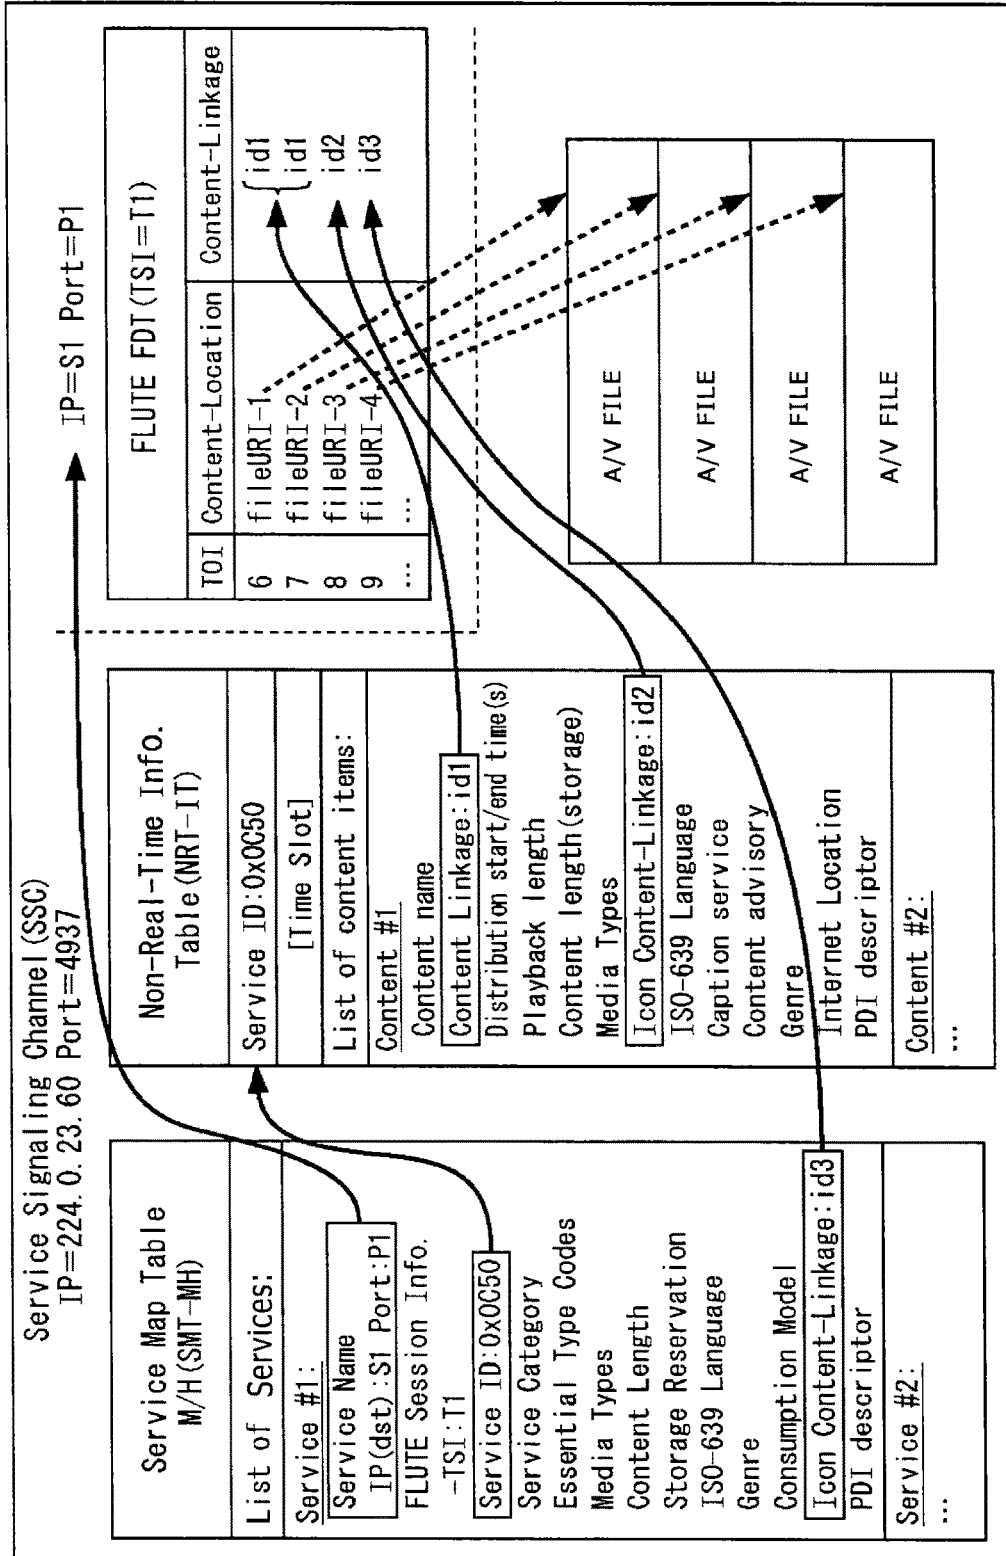 Service Signaling Channel(SSC)
IP=224.0.23.60 Port=4937
Service Map Table
M/H(SMT-MH)
List of Services:
Service #1:
Service Name
IP(dst):S1 Port:P1
FLUTE Session Info.
-TSI:T1
Service ID:0x0C50
Service Category
Essential Type Codes
Media Types
Content Length
Storage Reservation
ISO-639 Language
Genre
Consumption Model
Icon Content-Linkage:id3
PDI descriptor
Service #2:
...
Non-Real-Time Info.
Table(NRT-IT)
Service ID:0x0C50
[Time Slot]
List of content items:
Content #1
Content name
Content Linkage:id1
Distribution start/end time(s)
Playback length
Content length(storage)
Media Types
Icon Content-Linkage:id2
ISO-639 Language
Caption service
Content advisory
Genre
Internet Location
PDI descriptor
Content #2:
...
IP=S1 Port=P1
FLUTE FDT(TSI=T1)
TOI Content-Location Content-Linkage
6 fileURI-1 id1
7 fileURI-2 id1
8 fileURI-3 id2
9 fileURI-4 id3
... ...
A/V FILE
A/V FILE
A/V FILE
A/V FILE